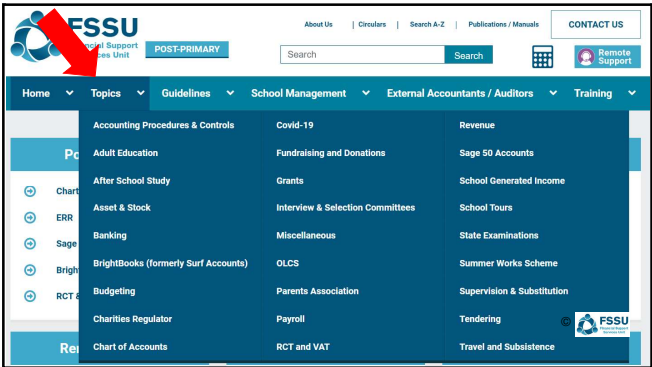 FSSU
ncial Support
ces Unit
POST-PRIMARY
About Us | Circulars | Search A-Z | Publications / Manuals
CONTACT US
Search
Search
Remote
Support
Home
Topics
Guidelines
School Management
External Accountants / Auditors
Training
Accounting Procedures & Controls
Covid-19
Revenue
Adult Education
Fundraising and Donations
Sage 50 Accounts
After School Study
Grants
School Generated Income
Asset & Stock
Interview & Selection Committees
School Tours
Banking
Miscellaneous
State Examinations
BrightBooks (formerly Surf Accounts)
OLCS
Summer Works Scheme
Budgeting
Parents Association
Supervision & Substitution
Charities Regulator
Payroll
Tendering
Chart of Accounts
RCT and VAT
Travel and Subsistence
Po
Chart
ERR
Sage
Bright
RCT &
Rem
©
FSSU
Financial Support
Services Unit